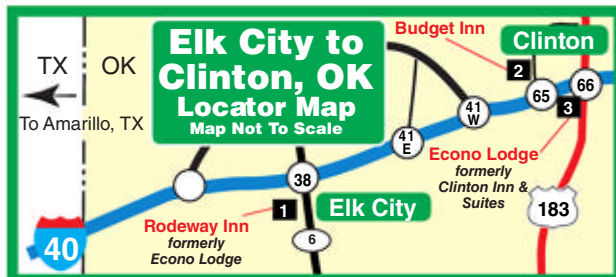 Elk City to
Clinton, OK
Locator Map
Map Not To Scale
TX
OK
To Amarillo, TX
Budget Inn
Clinton
2
65
66
3
41
W
41
E
Econo Lodge
formerly
Clinton Inn &
Suites
183
38
1
Elk City
Rodeway Inn
formerly
Econo Lodge
6
40